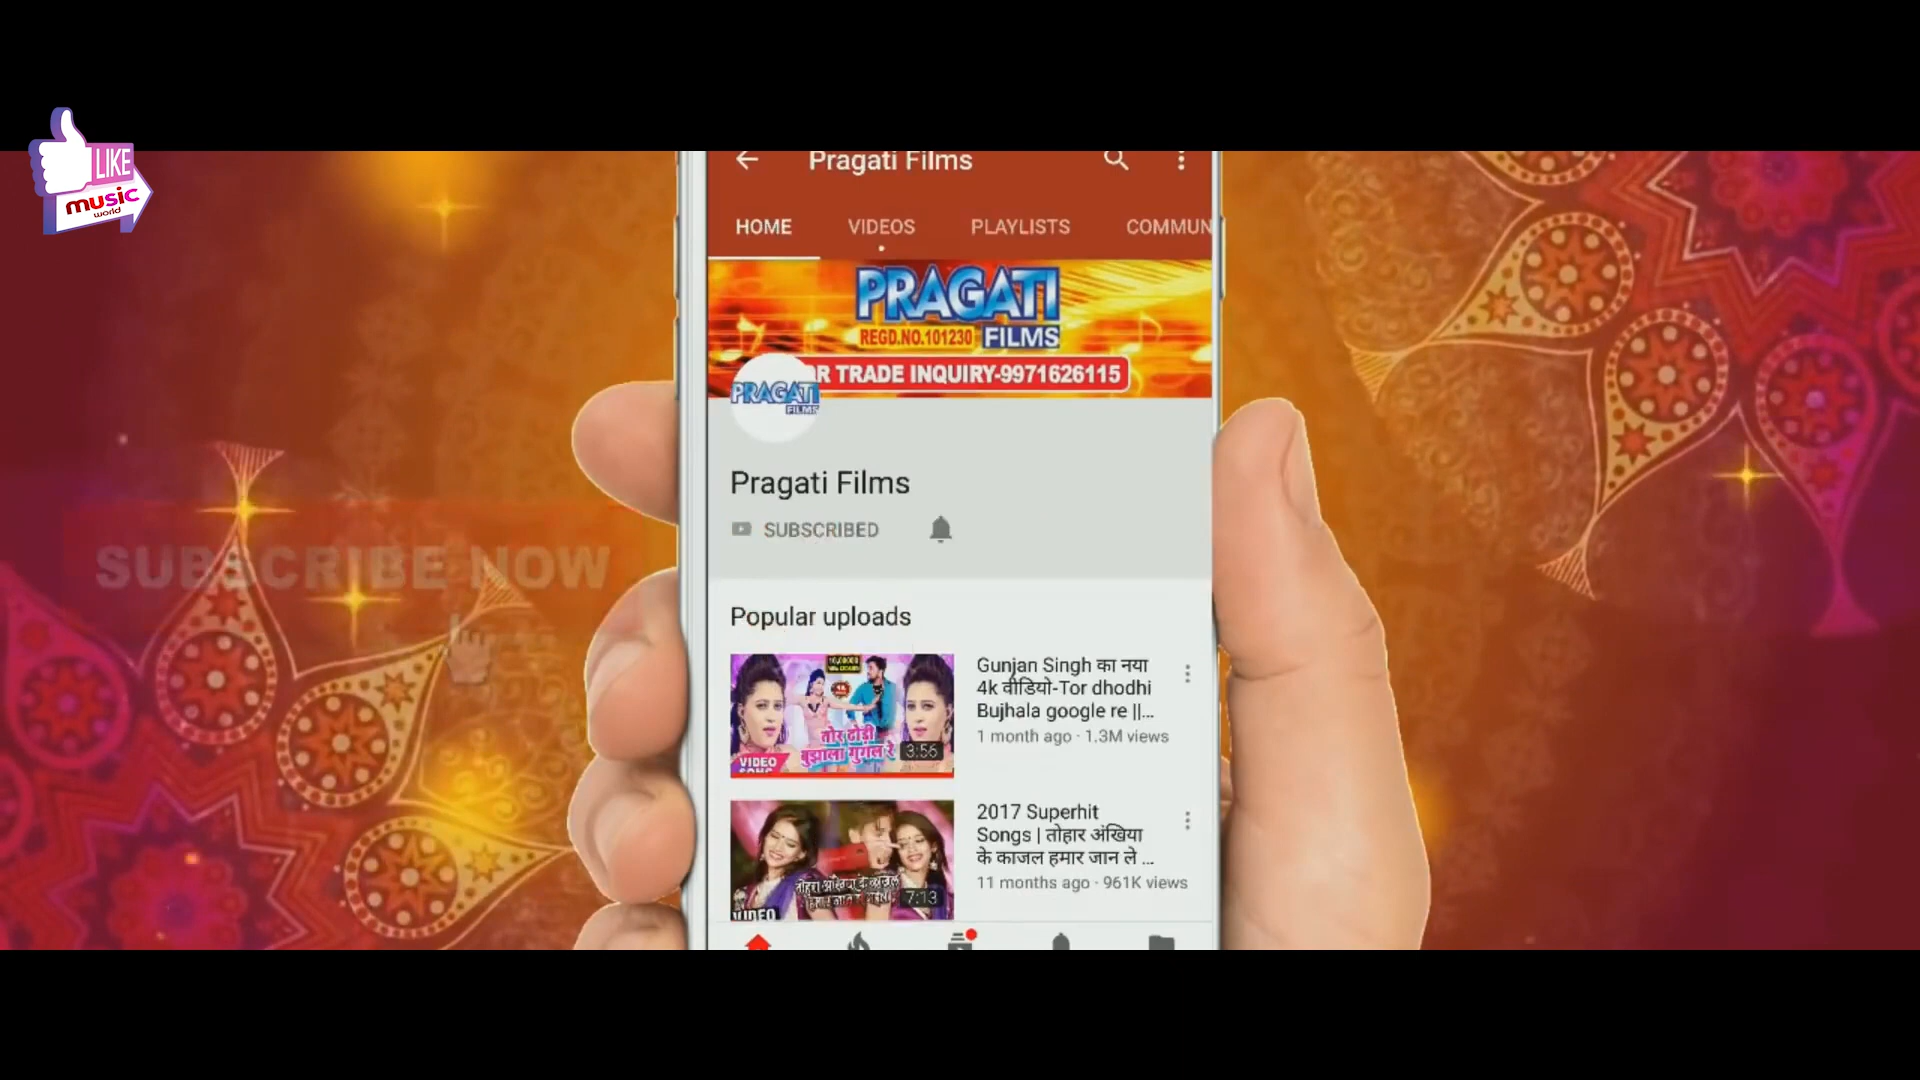 LIKE
music
world
Pragati Films
HOME VIDEOS PLAYLISTS COMMUN
PRAGATI
REGD.NO.101230 FILMS
OR TRADE INQUIRY-9971626115
PRAGATI
FILMS
Pragati Films
SUBSCRIBED
SUBSCRIBE NOW
Popular uploads
Gunjan Singh का नया
4k वीडियो-Tor dhodhi
Bujhala google re ||...
1 month ago · 1.3M views
तोर ढोड़ी
बुझाला गुगल रे
3:56
VIDEO
SONG
2017 Superhit
Songs | तोहार अंखिया
के काजल हमार जान ले ...
11 months ago · 961K views
7:13
VIDEO